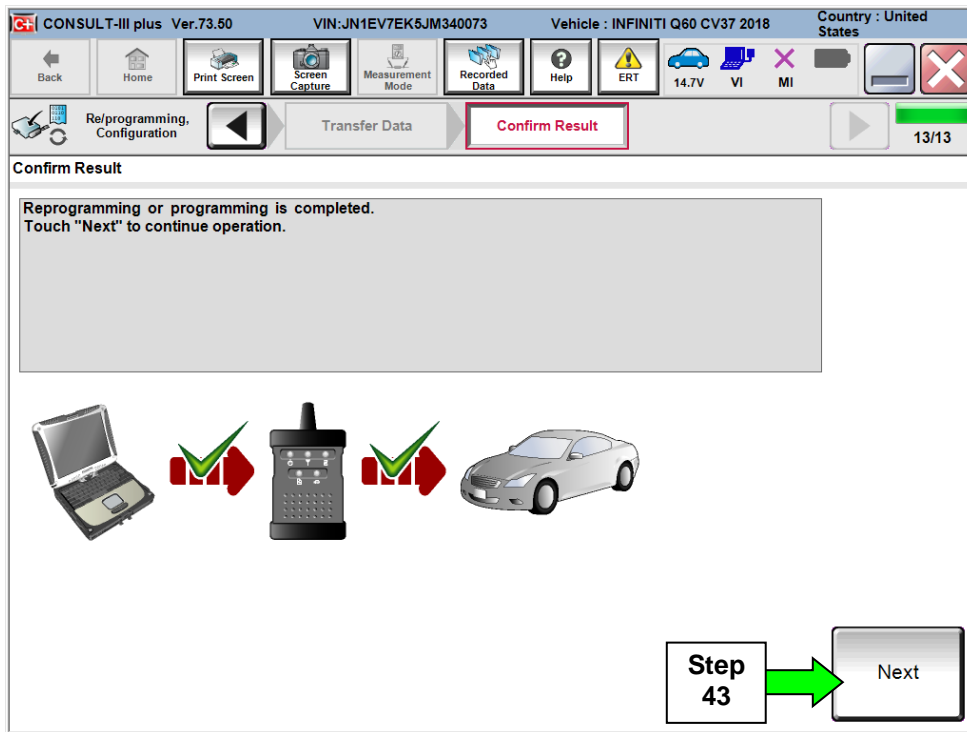 C+ CONSULT-III plus Ver.73.50 VIN:JN1EV7EK5JM340073 Vehicle : INFINITI Q60 CV37 2018 Country : United States
Back
Home
Print Screen
Screen Capture
Measurement Mode
Recorded Data
Help
ERT
14.7V
VI
MI
Re/programming, Configuration
Transfer Data
Confirm Result
13/13
Confirm Result
Reprogramming or programming is completed.
Touch "Next" to continue operation.
Step
43
Next